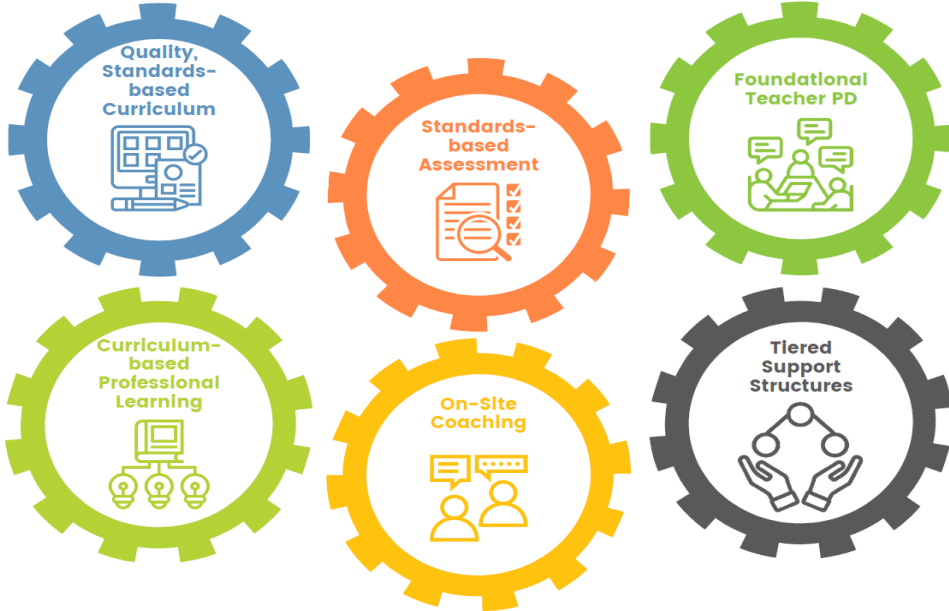 Quality,
Standards-
based
Curriculum
Standards-
based
Assessment
Foundational
Teacher PD
Curriculum-
based
Professional
Learning
On-Site
Coaching
Tiered
Support
Structures